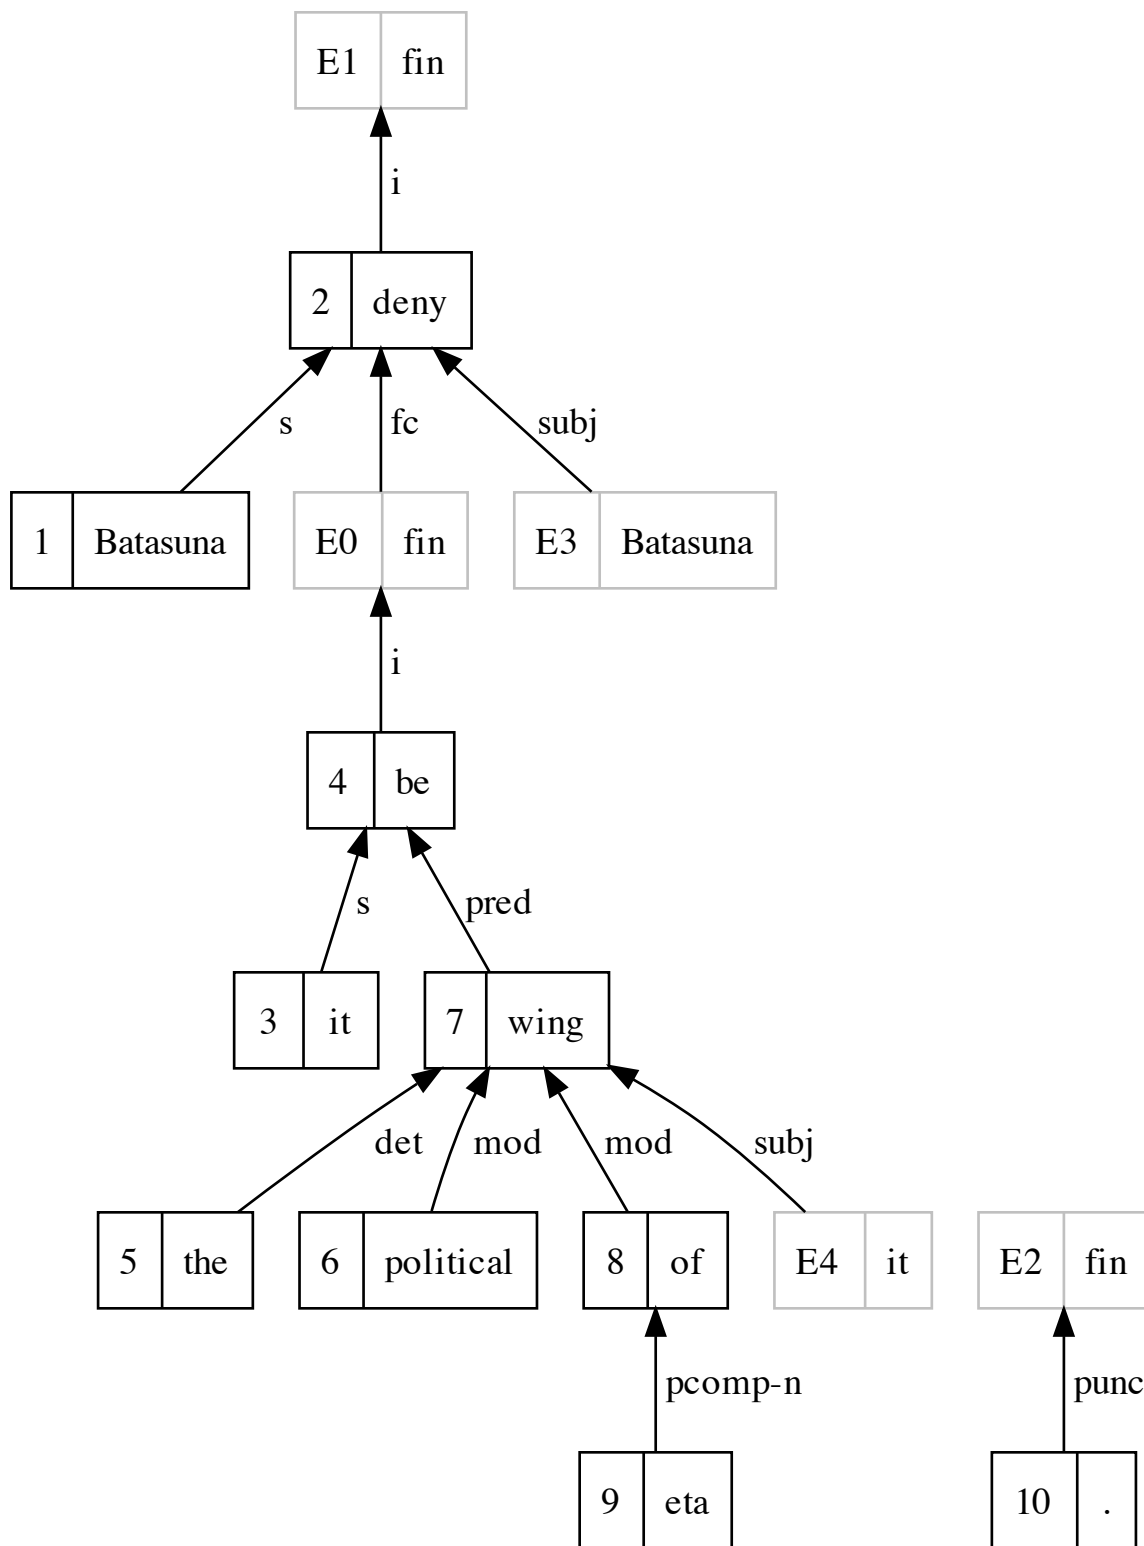 E1 fin
i
2 deny
s fc subj
1 Batasuna E0 fin E3 Batasuna
i
4 be
s pred
3 it 7 wing
det mod mod subj
5 the 6 political 8 of E4 it E2 fin
pcomp-n punc
9 eta 10 .